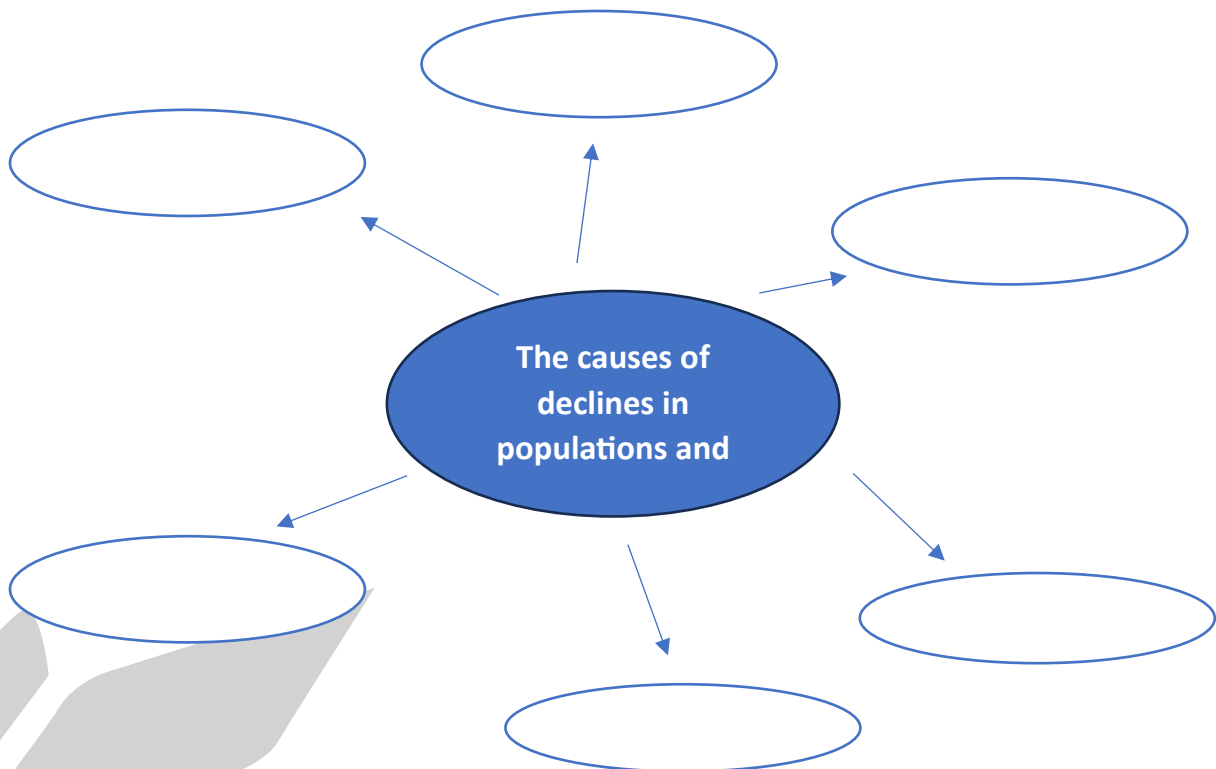 The causes of
declines in
populations and